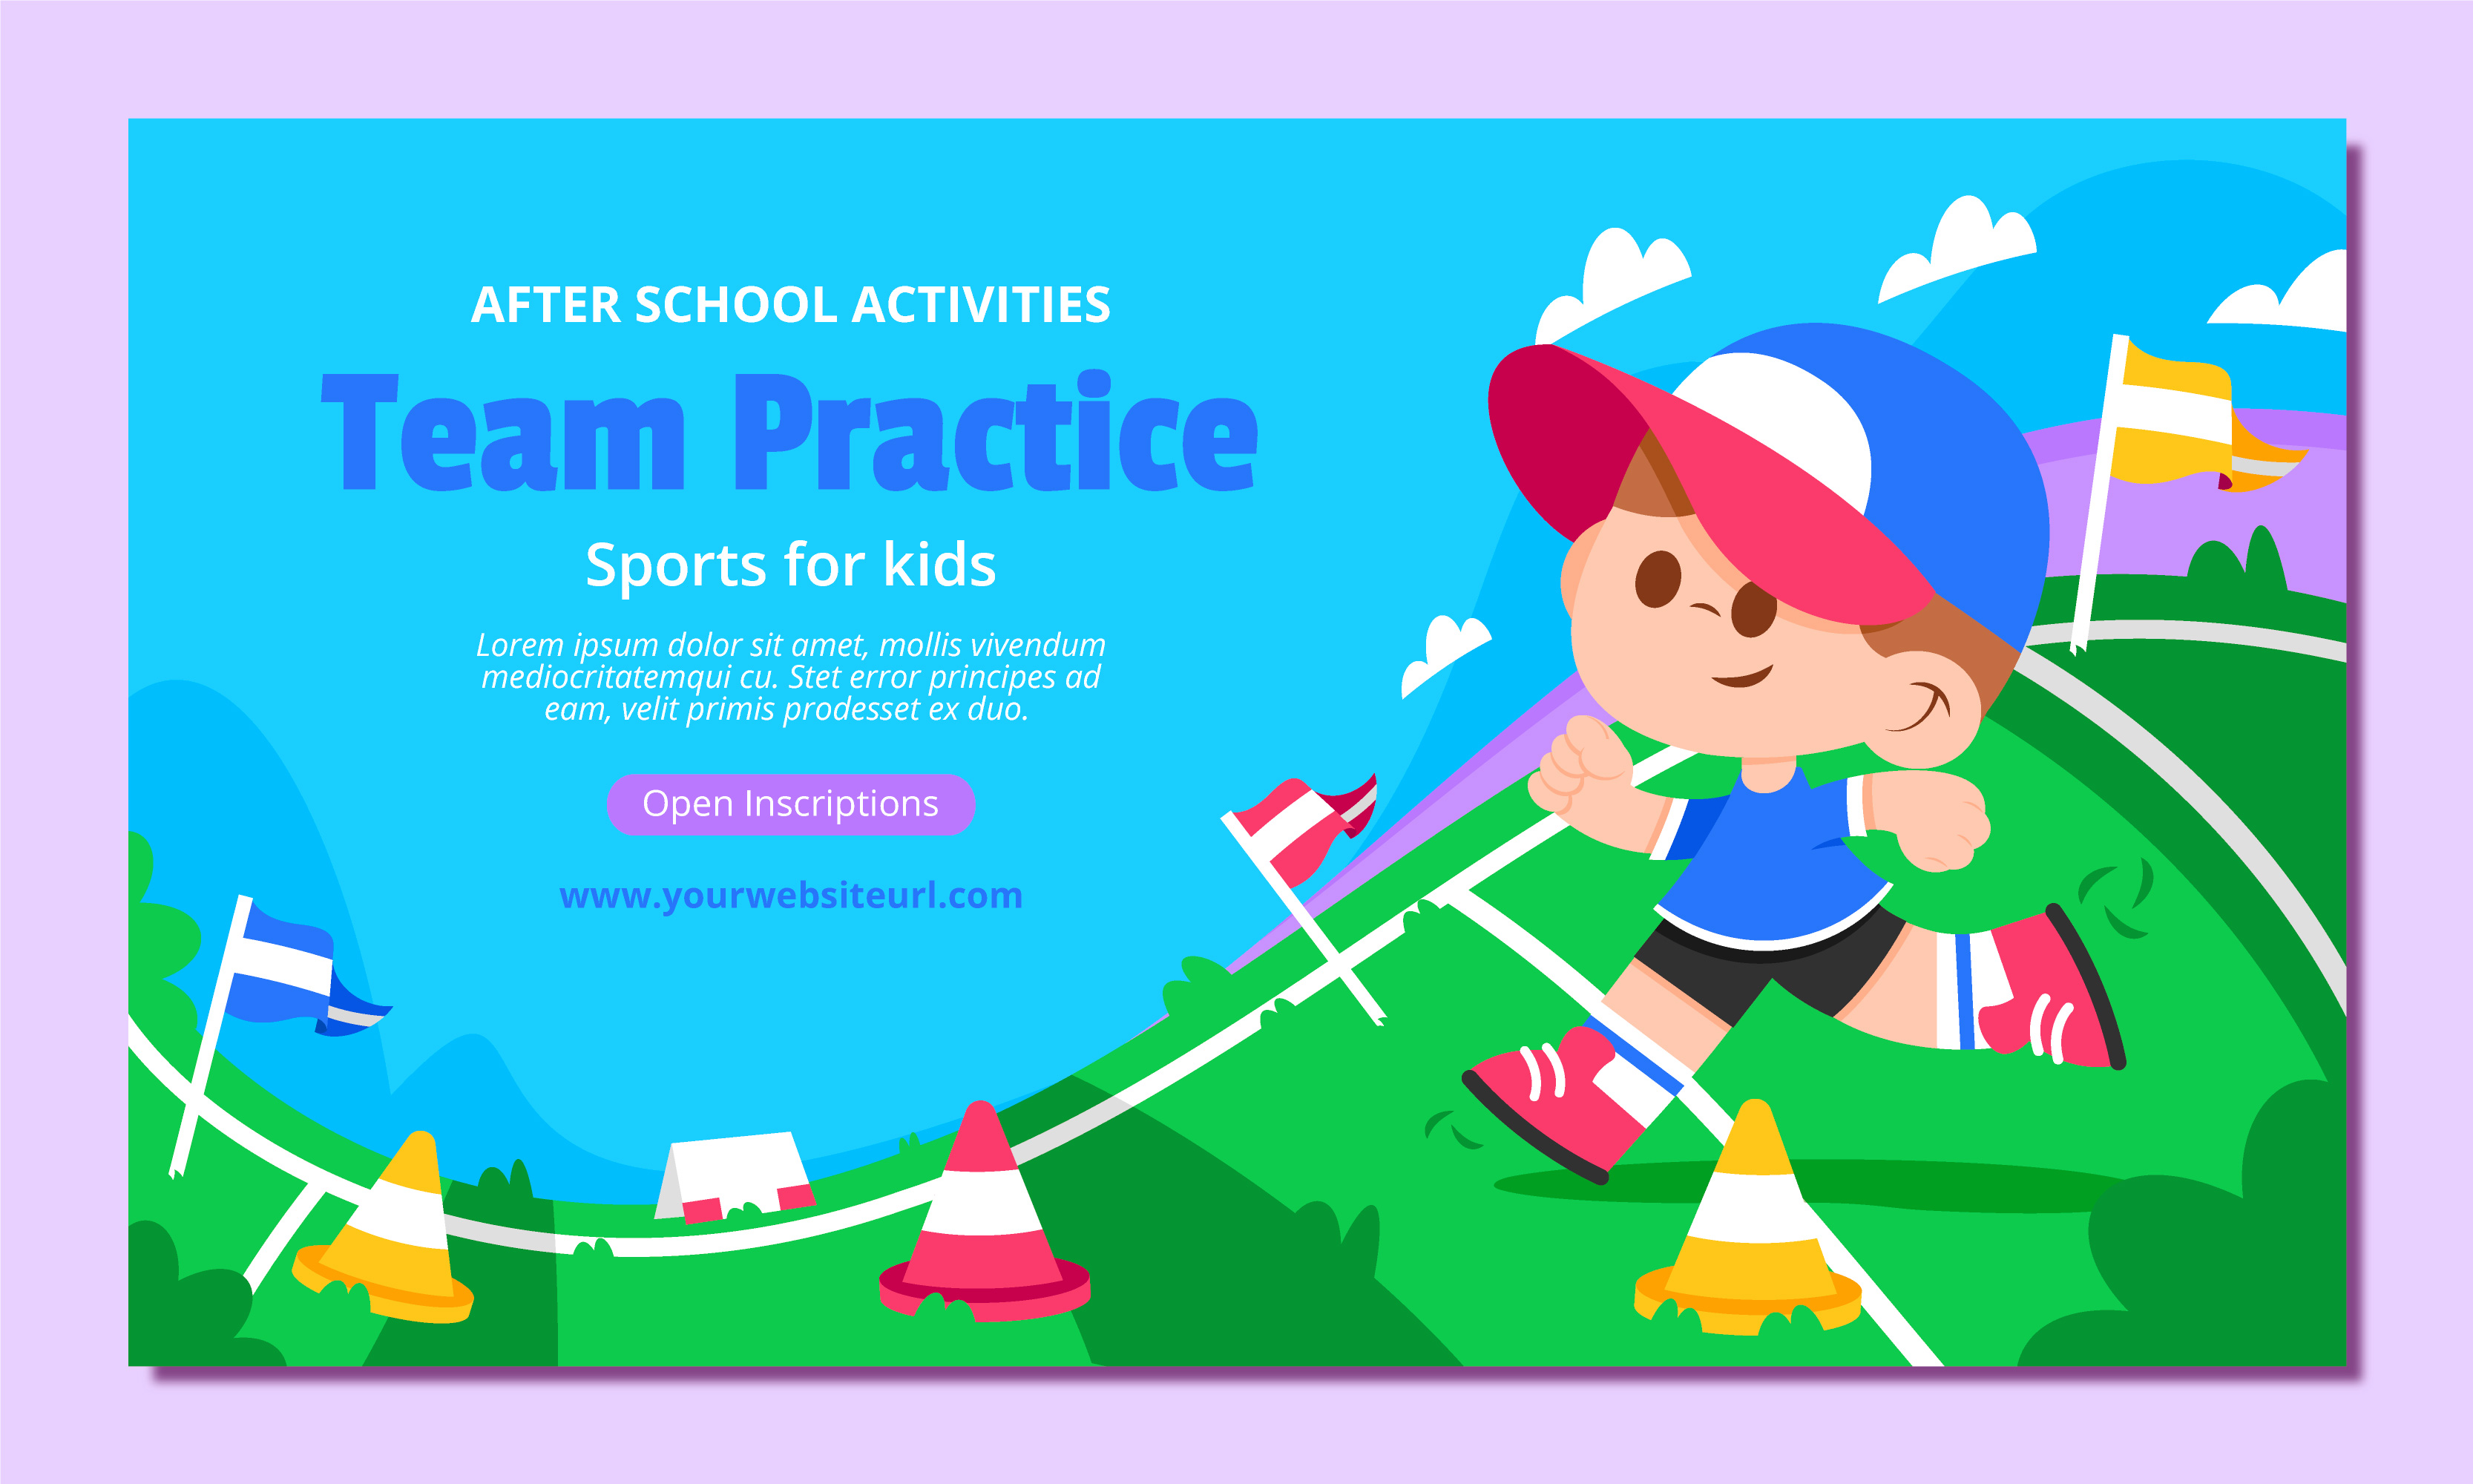 AFTER SCHOOL ACTIVITIES
Team Practice
Sports for kids
Lorem ipsum dolor sit amet, mollis vivendum
mediocritatemqui cu. Stet error principes ad
eam, velit primis prodesset ex duo.
Open Inscriptions
www.yourwebsiteurl.com